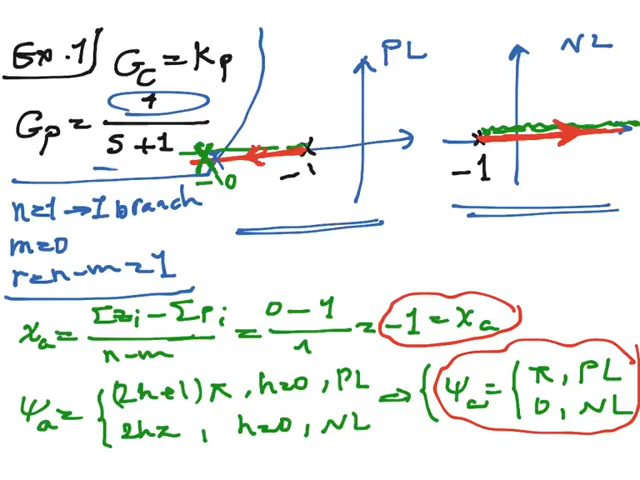 Ex.1
G_C = K_p
G_p = 1 / (s+1)
n=1 → 1 branch
m=0
r=n-m=1
PL
-1
-∞
NL
-1
x_a = (Σz_i - Σp_i) / (n-m) = (0-1) / 1 = -1 = x_a
ψ_a = { (2h+1)π, h=0, PL ⇒ { ψ_a = { π, PL
2hπ, h=0, NL 0, NL